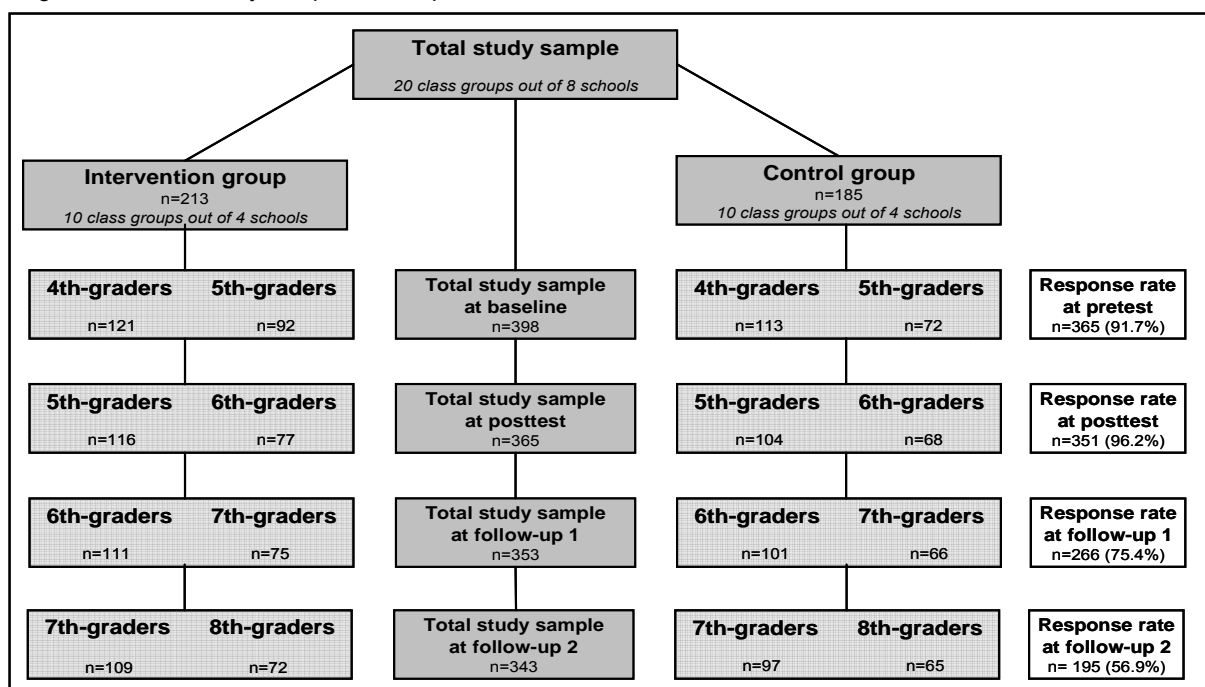 Total study sample
20 class groups out of 8 schools
Intervention group
n=213
10 class groups out of 4 schools
Control group
n=185
10 class groups out of 4 schools
4th-graders 5th-graders
n=121 n=92
Total study sample
at baseline
n=398
4th-graders 5th-graders
n=113 n=72
Response rate
at pretest
n=365 (91.7%)
5th-graders 6th-graders
n=116 n=77
Total study sample
at posttest
n=365
5th-graders 6th-graders
n=104 n=68
Response rate
at posttest
n=351 (96.2%)
6th-graders 7th-graders
n=111 n=75
Total study sample
at follow-up 1
n=353
6th-graders 7th-graders
n=101 n=66
Response rate
at follow-up 1
n=266 (75.4%)
7th-graders 8th-graders
n=109 n=72
Total study sample
at follow-up 2
n=343
7th-graders 8th-graders
n=97 n=65
Response rate
at follow-up 2
n= 195 (56.9%)